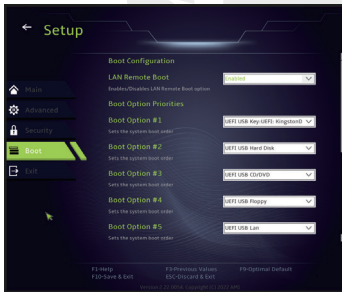 Setup
Boot Configuration
LAN Remote Boot
Enabled
Enables/Disables LAN Remote Boot option
Boot Option Priorities
Boot Option #1
UEFI USB Key:UEFI: KingstonD
Sets the system boot order
Boot Option #2
UEFI USB Hard Disk
Sets the system boot order
Boot Option #3
UEFI USB CD/DVD
Sets the system boot order
Boot Option #4
UEFI USB Floppy
Sets the system boot order
Boot Option #5
UEFI USB Lan
Sets the system boot order
Main
Advanced
Security
Boot
Exit
F1-Help
F3-Previous Values
F9-Optimal Default
F10-Save & Exit
ESC-Discard & Exit